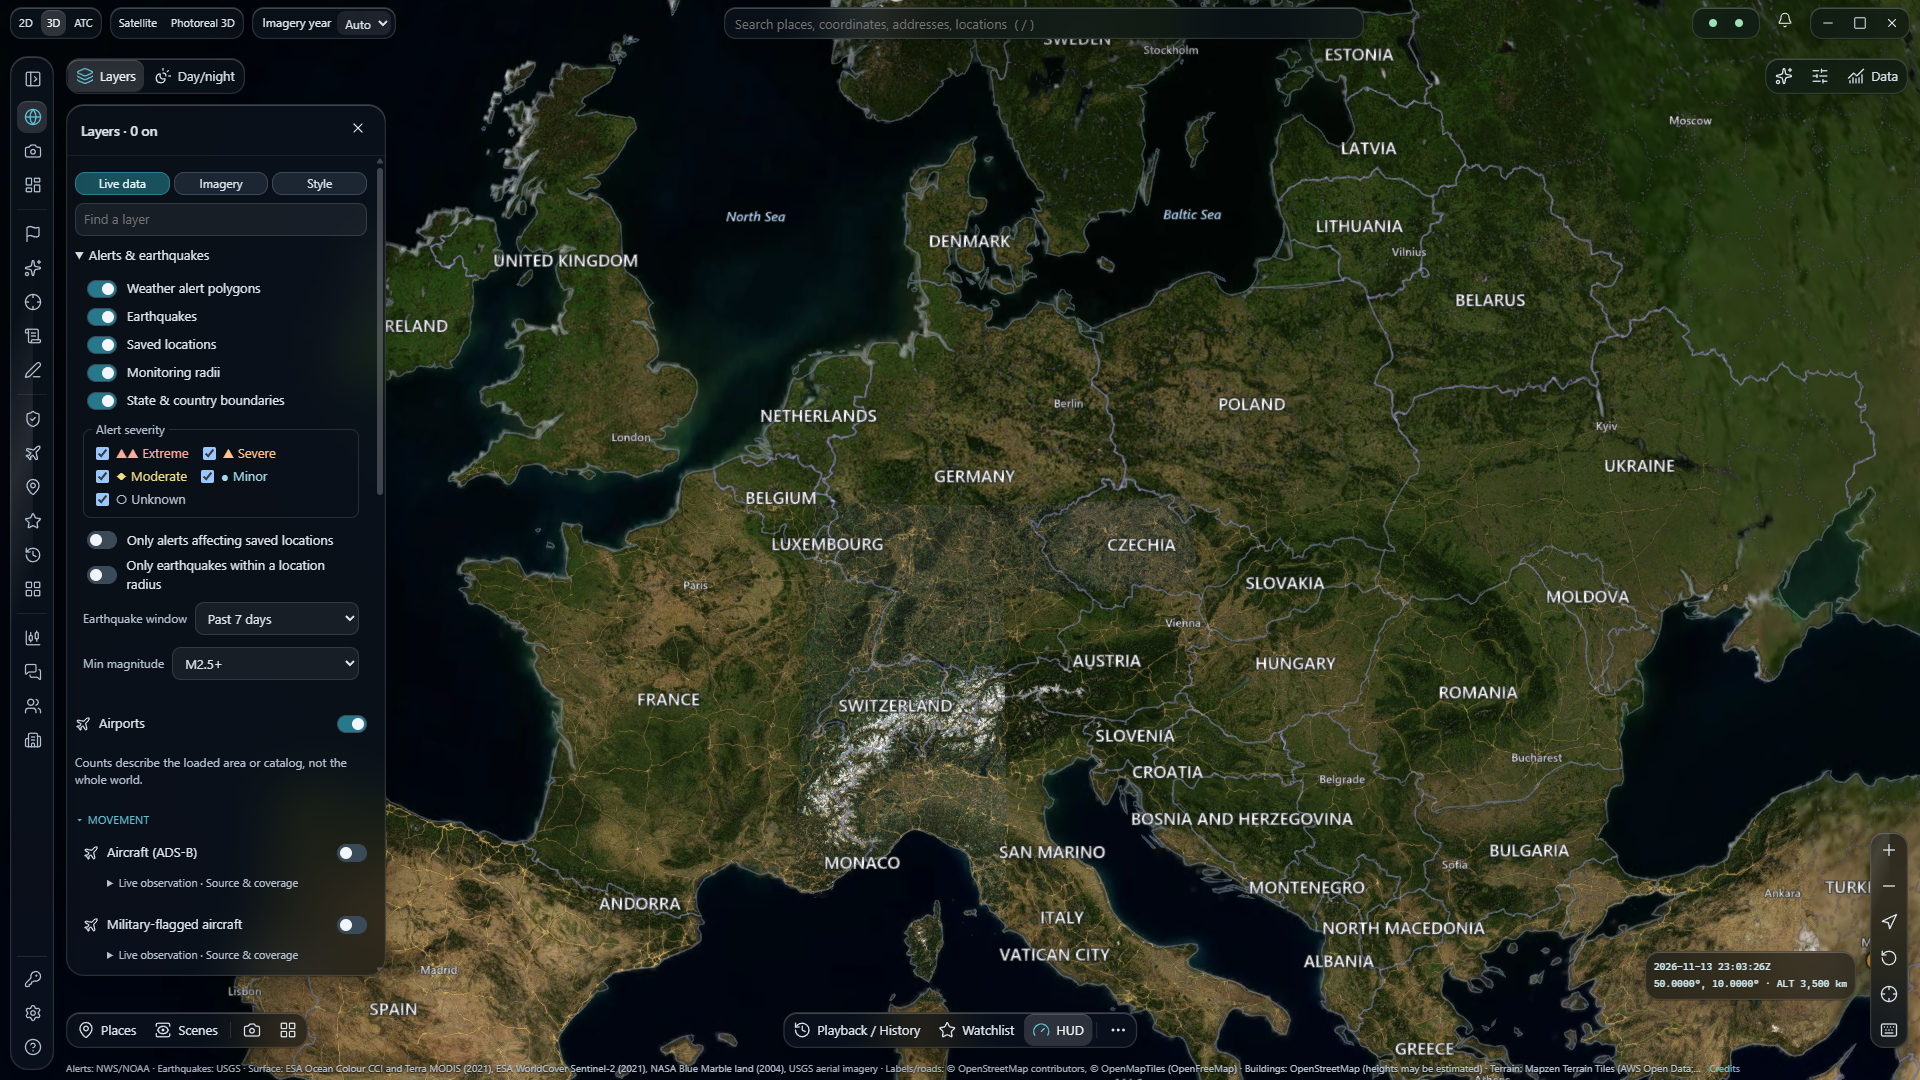 2D 3D ATC
Satellite Photoreal 3D
Imagery year Auto
Search places, coordinates, addresses, locations ( / )
Layers Day/night
Data
Layers · 0 on
Live data Imagery Style
Find a layer
Alerts & earthquakes
Weather alert polygons
Earthquakes
Saved locations
Monitoring radii
State & country boundaries
Alert severity
Extreme Severe
Moderate Minor
Unknown
Only alerts affecting saved locations
Only earthquakes within a location
radius
Earthquake window Past 7 days
Min magnitude M2.5+
Airports
Counts describe the loaded area or catalog, not the
whole world.
MOVEMENT
Aircraft (ADS-B)
Live observation · Source & coverage
Military-flagged aircraft
Live observation · Source & coverage
SWEDEN
Stockholm
ESTONIA
Moscow
LATVIA
North Sea
Baltic Sea
LITHUANIA
Vilnius
DENMARK
UNITED KINGDOM
BELARUS
RELAND
NETHERLANDS
Berlin
POLAND
London
Kyiv
UKRAINE
GERMANY
BELGIUM
LUXEMBOURG
CZECHIA
Paris
SLOVAKIA
MOLDOVA
Vienna
AUSTRIA
HUNGARY
FRANCE
SWITZERLAND
ROMANIA
SLOVENIA
Bucharest
CROATIA
Belgrade
BOSNIA AND HERZEGOVINA
SAN MARINO
BULGARIA
MONACO
Sofia
MONTENEGRO
Ankara TURK
ANDORRA
ITALY
NORTH MACEDONIA
VATICAN CITY
ALBANIA
Madrid
Lisbon
SPAIN
GREECE
2026-11-13 23:03:26Z
50.0000°, 10.0000° · ALT 3,500 km
Places Scenes
Playback / History Watchlist HUD
Alerts: NWS/NOAA · Earthquakes: USGS · Surface: ESA Ocean Colour CCI and Terra MODIS (2021), ESA WorldCover Sentinel-2 (2021), NASA Blue Marble land (2004), USGS aerial imagery · Labels/roads: © OpenStreetMap contributors, © OpenMapTiles (OpenFreeMap) · Buildings: OpenStreetMap (heights may be estimated) · Terrain: Mapzen Terrain Tiles (AWS Open Data;... Credits